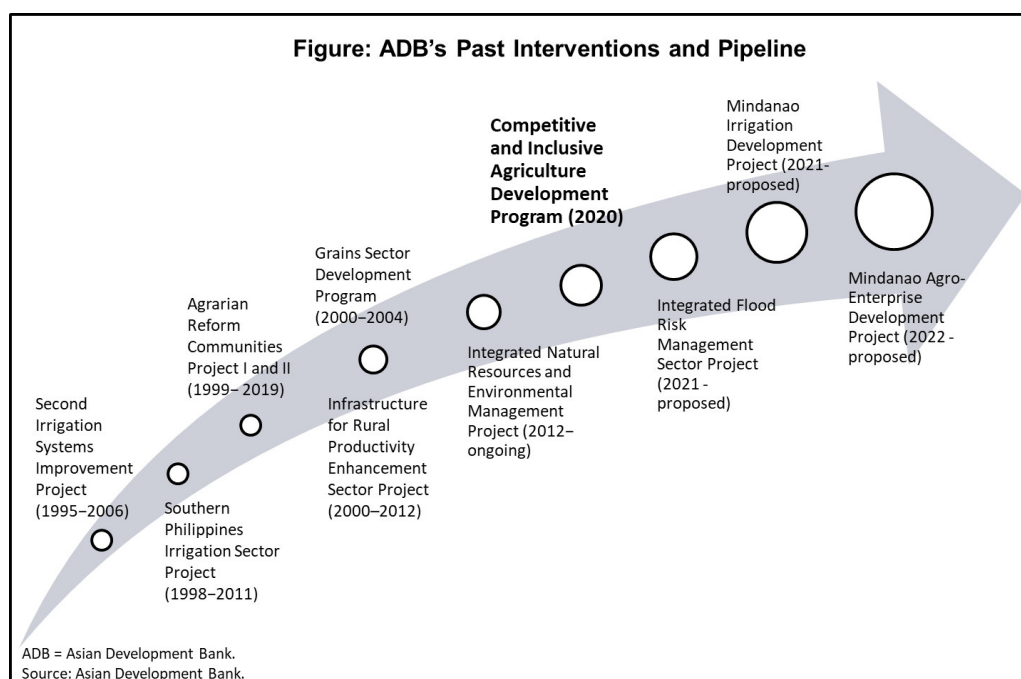 Figure: ADB’s Past Interventions and Pipeline
Second
Irrigation
Systems
Improvement
Project
(1995–2006)
Southern
Philippines
Irrigation Sector
Project
(1998–2011)
Agrarian
Reform
Communities
Project I and II
(1999– 2019)
Grains Sector
Development
Program
(2000–2004)
Infrastructure
for Rural
Productivity
Enhancement
Sector Project
(2000–2012)
Integrated Natural
Resources and
Environmental
Management
Project (2012–
ongoing)
Competitive
and Inclusive
Agriculture
Development
Program (2020)
Integrated Flood
Risk
Management
Sector Project
(2021 -
proposed)
Mindanao
Irrigation
Development
Project (2021-
proposed)
Mindanao Agro-
Enterprise
Development
Project (2022 -
proposed)
ADB = Asian Development Bank.
Source: Asian Development Bank.